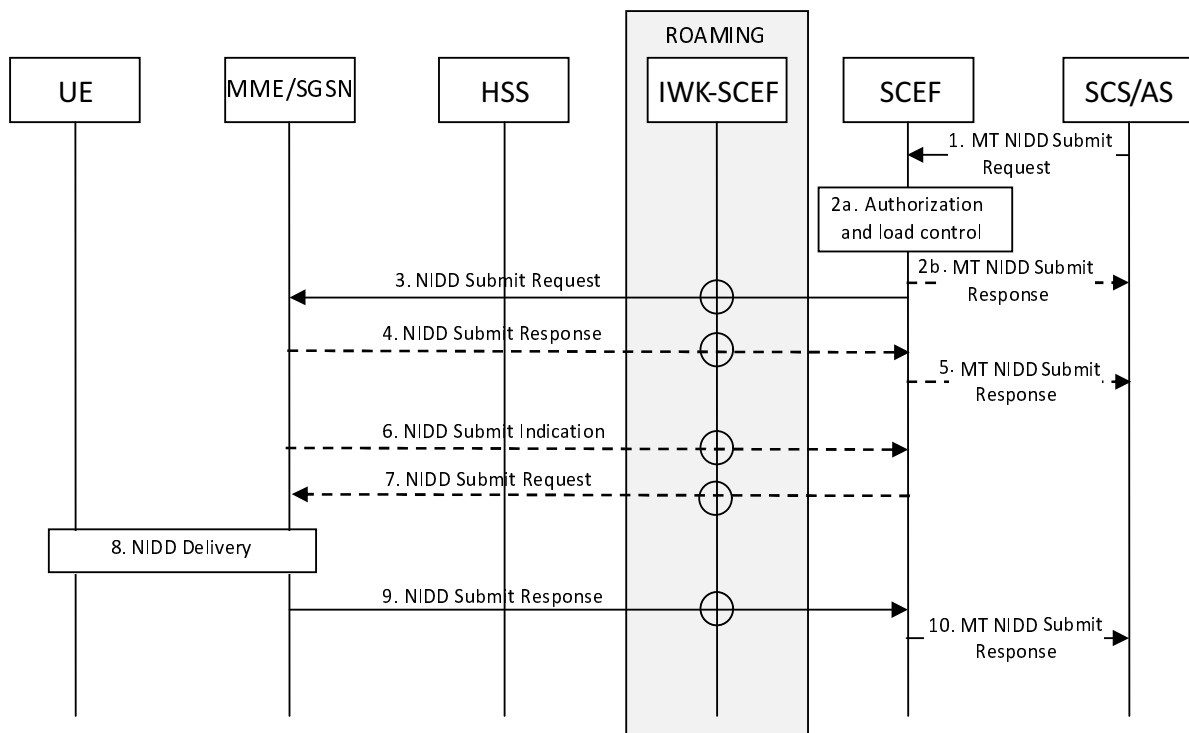 ROAMING
UE
MME/SGSN
HSS
IWK-SCEF
SCEF
SCS/AS
1. MT NIDD Submit
Request
2a. Authorization
and load control
2b. MT NIDD Submit
Response
3. NIDD Submit Request
4. NIDD Submit Response
5. MT NIDD Submit
Response
6. NIDD Submit Indication
7. NIDD Submit Request
8. NIDD Delivery
9. NIDD Submit Response
10. MT NIDD Submit
Response